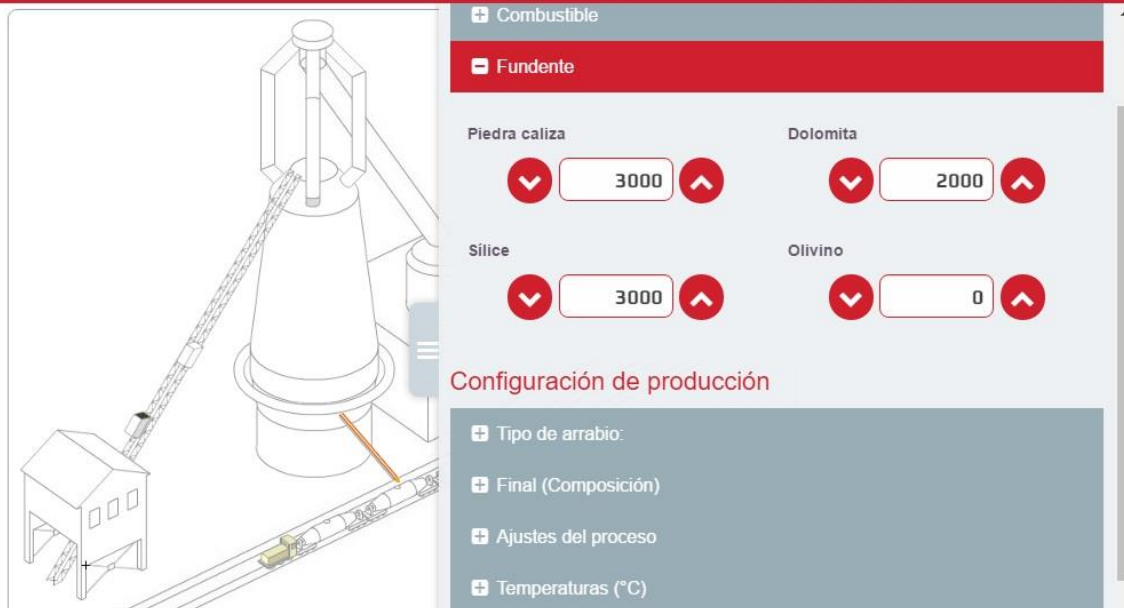 Combustible
Fundente
Piedra caliza
Dolomita
3000
2000
Sílice
Olivino
3000
0
Configuración de producción
Tipo de arrabio:
Final (Composición)
Ajustes del proceso
Temperaturas (°C)